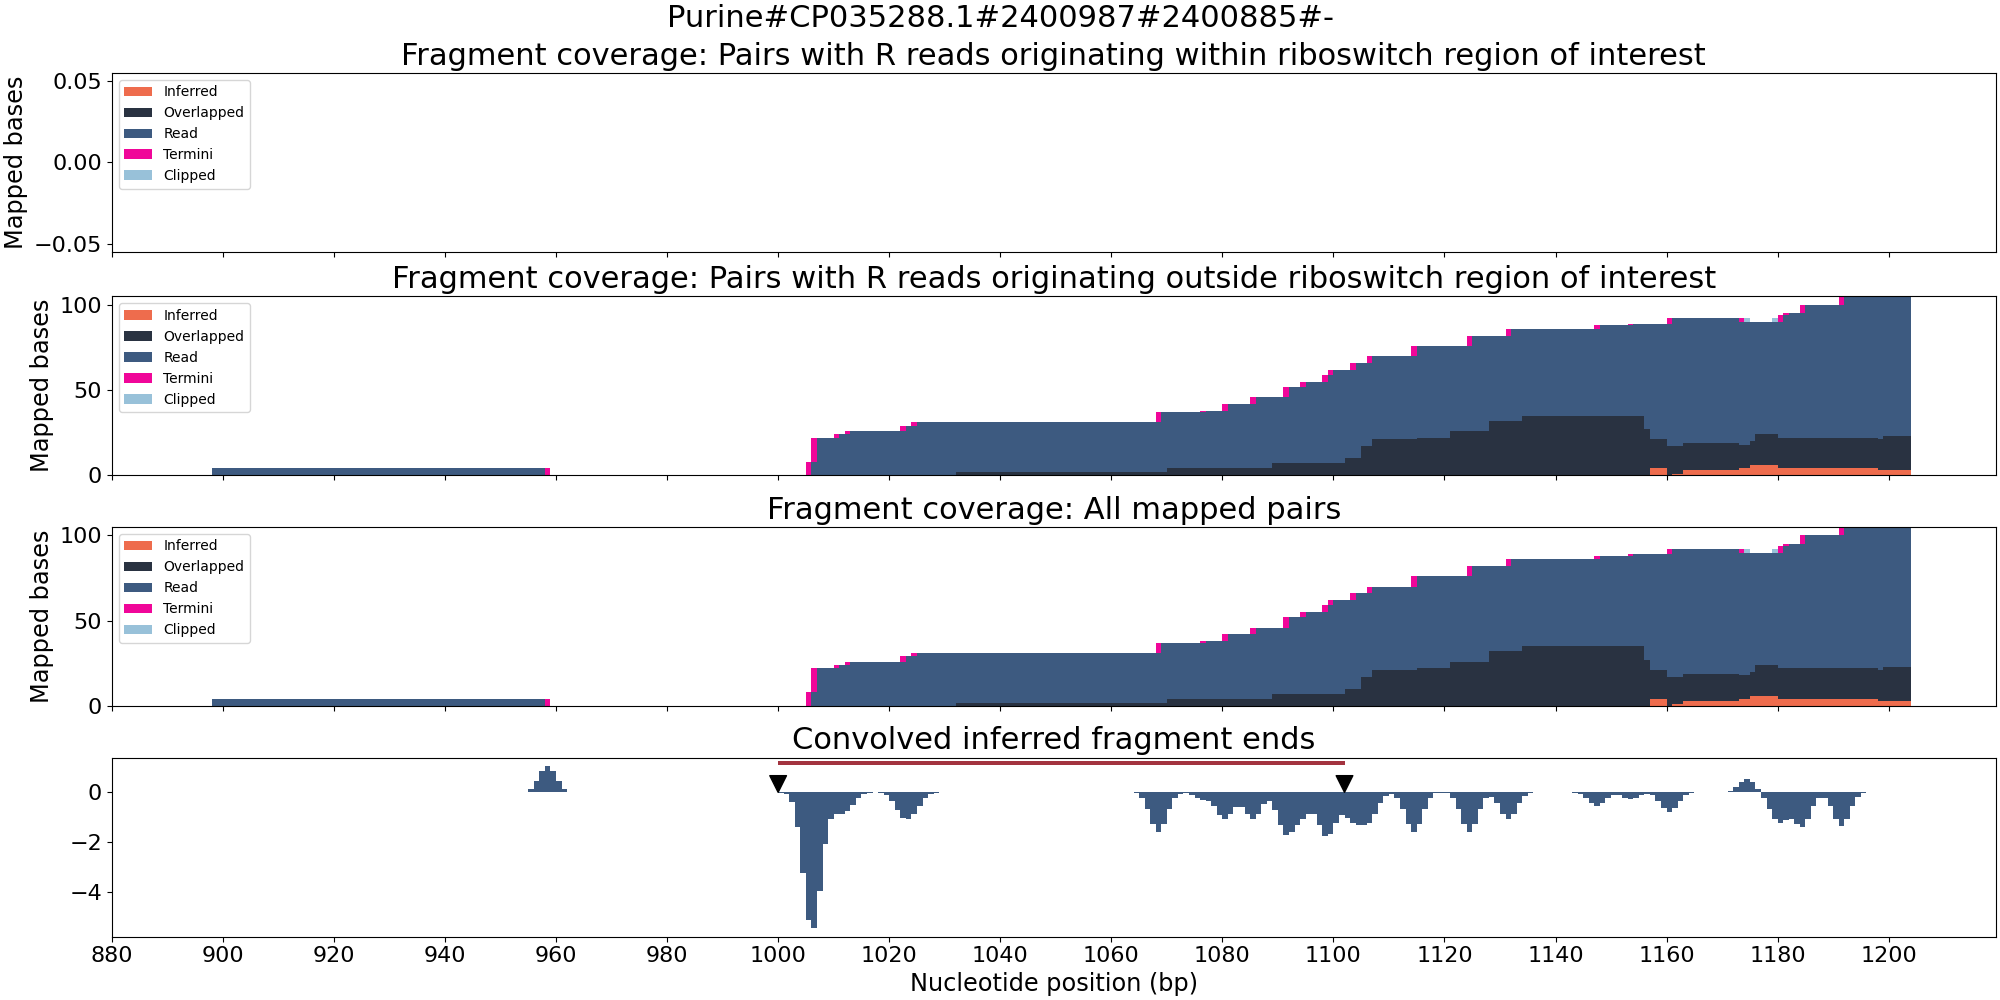 Purine#CP035288.1#2400987#2400885#-
Fragment coverage: Pairs with R reads originating within riboswitch region of interest
Mapped bases
0.05
0.00
−0.05
Inferred
Overlapped
Read
Termini
Clipped
Fragment coverage: Pairs with R reads originating outside riboswitch region of interest
Mapped bases
100
50
0
Inferred
Overlapped
Read
Termini
Clipped
Fragment coverage: All mapped pairs
Mapped bases
100
50
0
Inferred
Overlapped
Read
Termini
Clipped
Convolved inferred fragment ends
0
−2
−4
880 900 920 940 960 980 1000 1020 1040 1060 1080 1100 1120 1140 1160 1180 1200
Nucleotide position (bp)